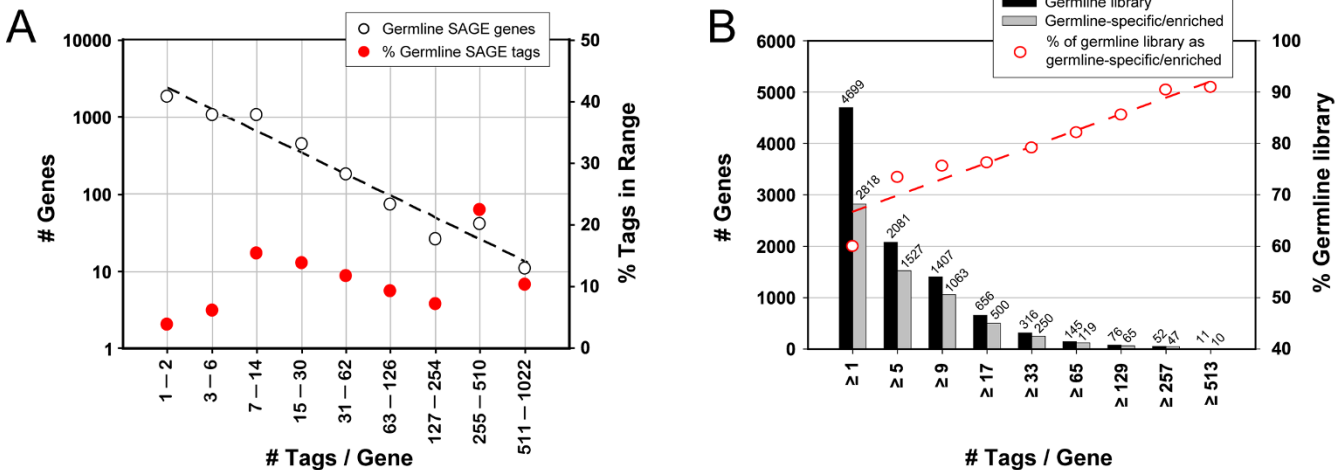 A
Germline SAGE genes
% Germline SAGE tags
10000
1000
100
10
1
# Genes
50
40
30
20
10
0
% Tags in Range
1 – 2
3 – 6
7 – 14
15 – 30
31 – 62
63 – 126
127 – 254
255 – 510
511 – 1022
# Tags / Gene
B
Germline library
Germline-specific/enriched
% of germline library as
germline-specific/enriched
6000
5000
4000
3000
2000
1000
0
# Genes
100
90
80
70
60
50
40
% Germline library
4699
2818
2081
1527
1407
1063
656
500
316
250
145
119
76
65
52
47
11
10
≥ 1
≥ 5
≥ 9
≥ 17
≥ 33
≥ 65
≥ 129
≥ 257
≥ 513
# Tags / Gene